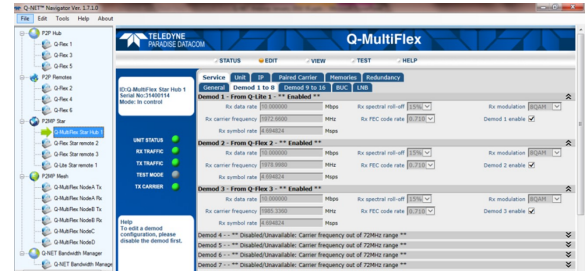 Q-NET™ Navigator Ver. 1.7.1.0
File Edit Tools Help About
P2P Hub
Q-Flex 1
Q-Flex 3
Q-Flex 5
P2P Remotes
Q-Flex 2
Q-Flex 4
Q-Flex 6
P2MP Star
Q-MultiFlex Star Hub 1
Q-Flex Star remote 2
Q-Flex Star remote 3
Q-Lite Star remote 1
P2MP Mesh
Q-MultiFlex NodeA Tx
Q-MultiFlex NodeA Rx
Q-MultiFlex NodeB Tx
Q-MultiFlex NodeB Rx
Q-MultiFlex NodeC
Q-MultiFlex NodeD
Q-NET Bandwidth Manager
Q-NET Bandwidth Manage
TELEDYNE
PARADISE DATACOM
Q-MultiFlex
STATUS EDIT VIEW TEST HELP
ID:Q-MultiFlex Star Hub 1
Serial No:31400114
Mode: In control
UNIT STATUS
RX TRAFFIC
TX TRAFFIC
TEST MODE
TX CARRIER
Help
To edit a demod
configuration, please
disable the demod first.
Service Unit IP Paired Carrier Memories Redundancy
General Demod 1 to 8 Demod 9 to 16 BUC LNB
Demod 1 - From Q-Lite 1 - ** Enabled **
Rx data rate 10.000000 Mbps Rx spectral roll-off 15% Rx modulation 8QAM
Rx carrier frequency 1972.6600 MHz Rx FEC code rate 0.710 Demod 1 enable
Rx symbol rate 4.694824 Msps
Demod 2 - From Q-Flex 2 - ** Enabled **
Rx data rate 10.000000 Mbps Rx spectral roll-off 15% Rx modulation 8QAM
Rx carrier frequency 1978.9980 MHz Rx FEC code rate 0.710 Demod 2 enable
Rx symbol rate 4.694824 Msps
Demod 3 - From Q-Flex 3 - ** Enabled **
Rx data rate 10.000000 Mbps Rx spectral roll-off 15% Rx modulation 8QAM
Rx carrier frequency 1985.3360 MHz Rx FEC code rate 0.710 Demod 3 enable
Rx symbol rate 4.694824 Msps
Demod 4 - - ** Disabled/Unavailable: Carrier frequency out of 72MHz range **
Demod 5 - - ** Disabled/Unavailable: Carrier frequency out of 72MHz range **
Demod 6 - - ** Disabled/Unavailable: Carrier frequency out of 72MHz range **
Demod 7 - - ** Disabled/Unavailable: Carrier frequency out of 72MHz range **